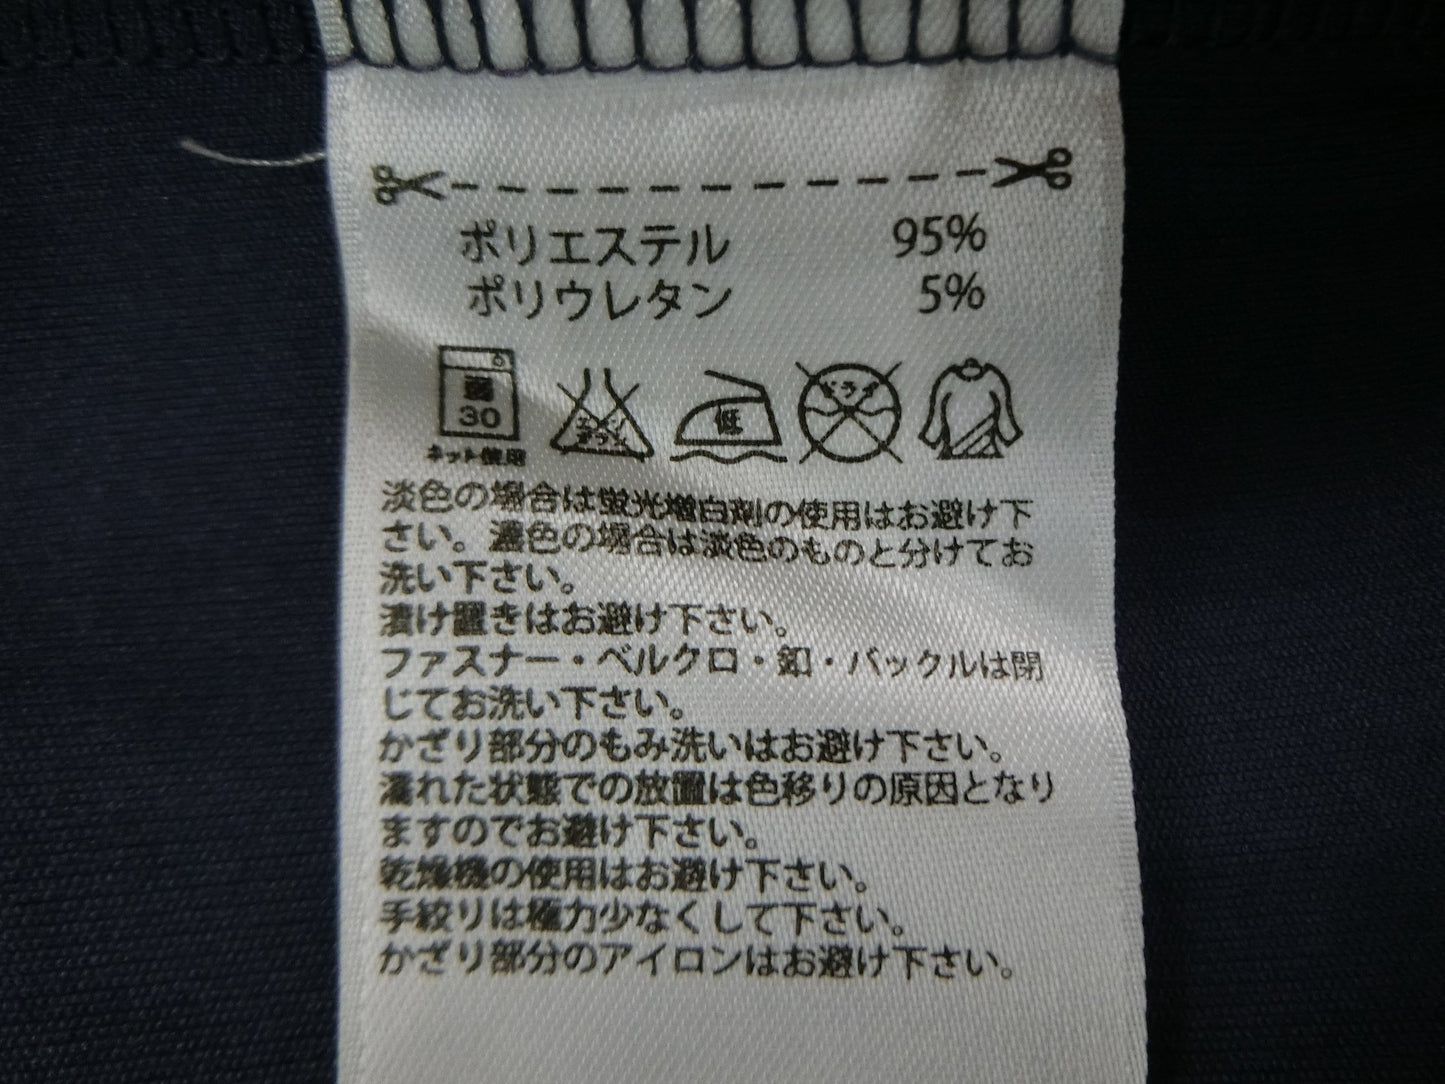 ポリエステル 95%
ポリウレタン 5%
弱 30 エンソサラシ 低 ドライ
ネット使用
淡色の場合は蛍光増白剤の使用はお避け下
さい。濃色の場合は淡色のものと分けてお
洗い下さい。
漬け置きはお避け下さい。
ファスナー・ベルクロ・釦・バックルは閉
じてお洗い下さい。
かざり部分のもみ洗いはお避け下さい。
濡れた状態での放置は色移りの原因となり
ますのでお避け下さい。
乾燥機の使用はお避け下さい。
手絞りは極力少なくして下さい。
かざり部分のアイロンはお避け下さい。